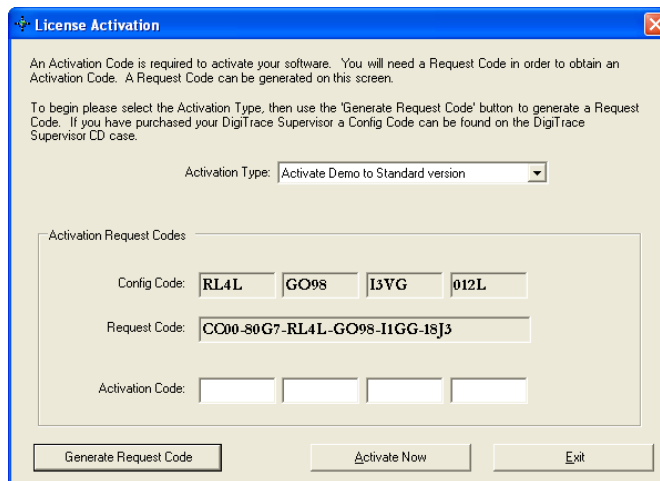 License Activation
An Activation Code is required to activate your software.  You will need a Request Code in order to obtain an
Activation Code.  A Request Code can be generated on this screen.
To begin please select the Activation Type, then use the 'Generate Request Code' button to generate a Request
Code.  If you have purchased your DigiTrace Supervisor a Config Code can be found on the DigiTrace
Supervisor CD case.
Activation Type: Activate Demo to Standard version
Activation Request Codes
Config Code: RL4L GO98 I3VG 012L
Request Code: CC00-80G7-RL4L-GO98-I1GG-18J3
Activation Code:
Generate Request Code Activate Now Exit